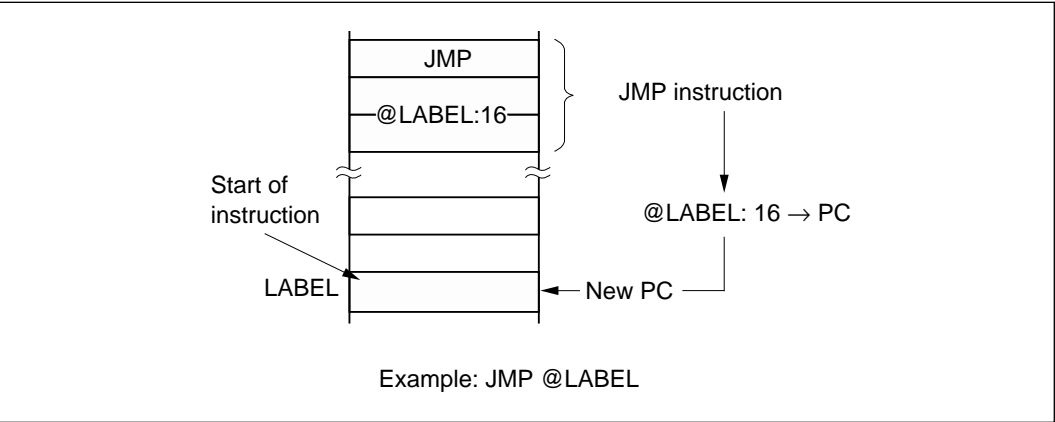 JMP
@LABEL:16
JMP instruction
Start of
instruction
@LABEL: 16 → PC
LABEL
New PC
Example: JMP @LABEL